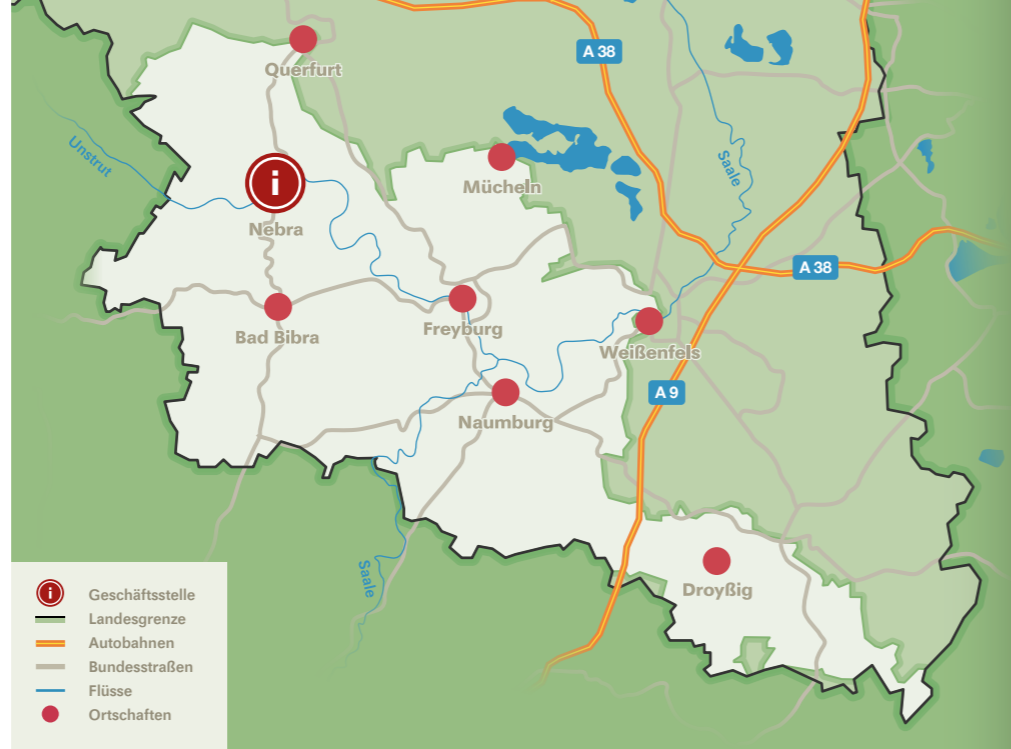 A 38
Querfurt
Unstrut
Saale
Mücheln
i
Nebra
A 38
Freyburg
Bad Bibra
Weißenfels
A 9
Naumburg
Saale
Droyßig
i Geschäftsstelle
Landesgrenze
Autobahnen
Bundesstraßen
Flüsse
Ortschaften